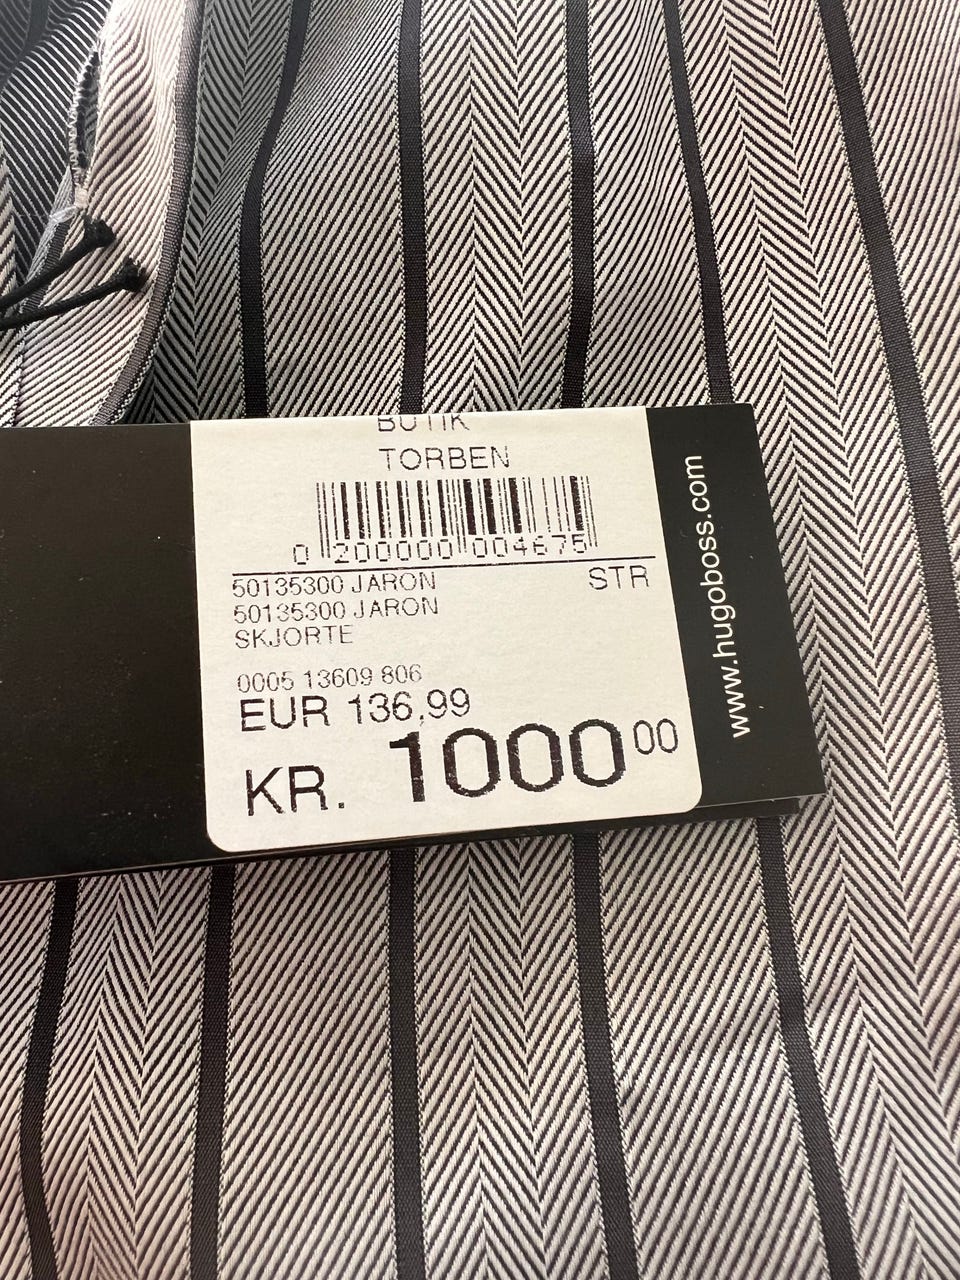 BUTIK
TORBEN
0 200000 004675
50135300 JARON STR
50135300 JARON
SKJORTE
0005 13609 806
EUR 136,99
KR. 1000 00
www.hugoboss.com